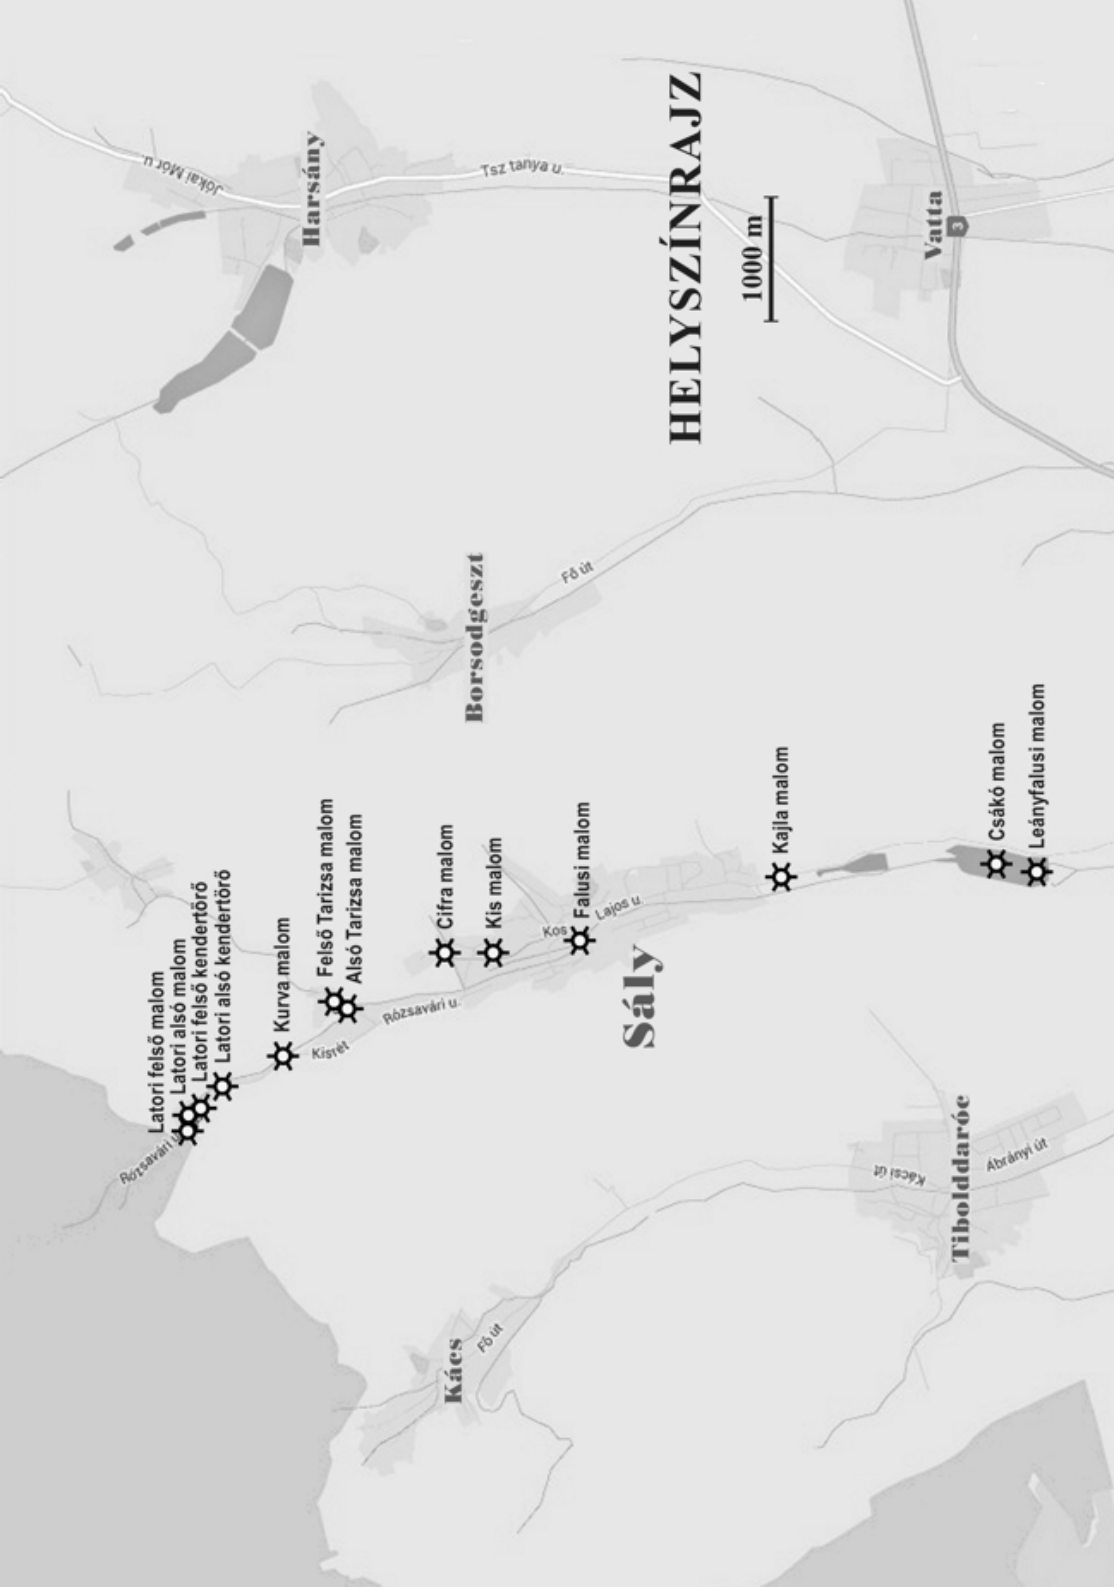 HELYSZÍNRAJZ
1000 m
Jókai Mór u.
Harsány
Tsz tanya u.
Vatta
3
Borsodgeszt
Fő út
Latori felső malom
Latori alsó malom
Latori felső kendertörő
Latori alsó kendertörő
Kurva malom
Felső Tarizsa malom
Alsó Tarizsa malom
Cifra malom
Kis malom
Falusi malom
Kajla malom
Csákó malom
Leányfalusi malom
Rózsavári u.
Kisrét
Rózsavári u.
Kos
Lajos u.
Sály
Kács
Fő út
Tibolddaróc
Kácsi út
Ábrányi út